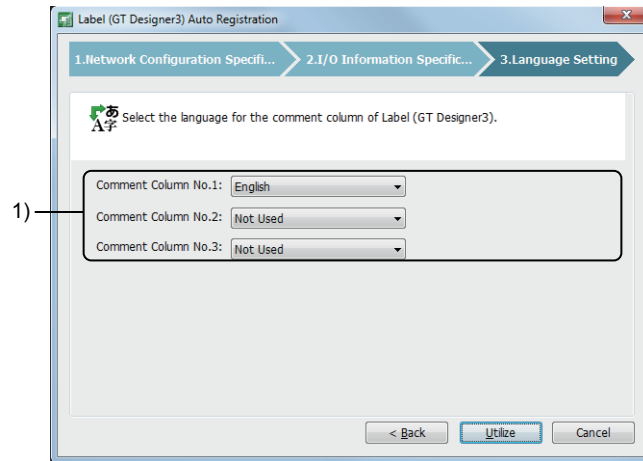 Label (GT Designer3) Auto Registration
1.Network Configuration Specifi... 2.I/O Information Specific... 3.Language Setting
あ
A字 Select the language for the comment column of Label (GT Designer3).
Comment Column No.1: English
1)
Comment Column No.2: Not Used
Comment Column No.3: Not Used
< Back Utilize Cancel